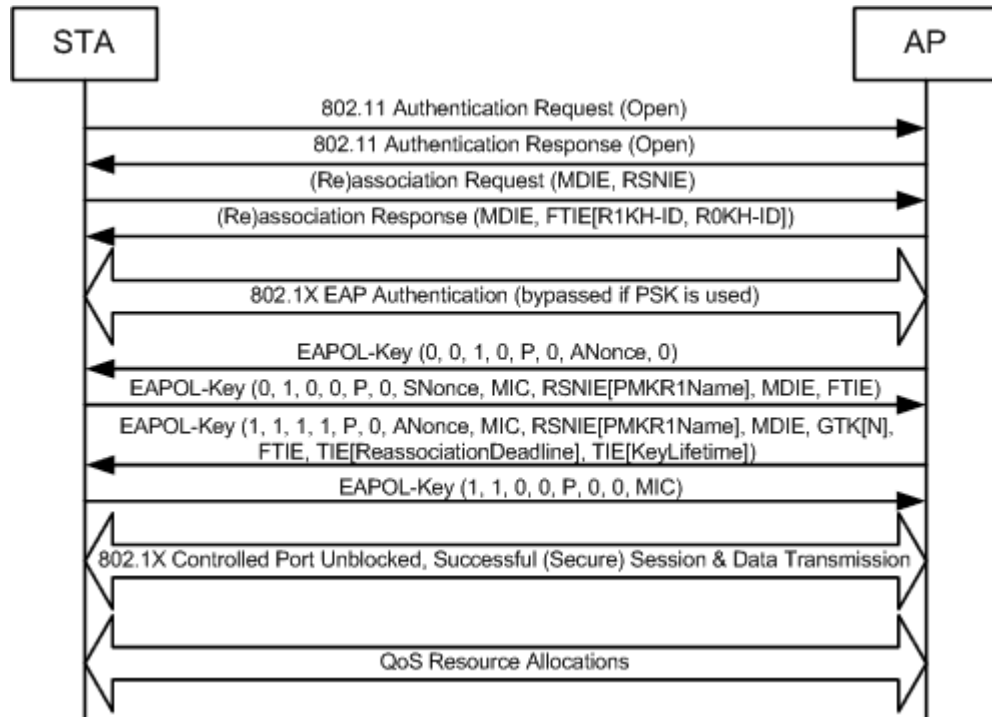 STA
AP
802.11 Authentication Request (Open)
802.11 Authentication Response (Open)
(Re)association Request (MDIE, RSNIE)
(Re)association Response (MDIE, FTIE[R1KH-ID, R0KH-ID])
802.1X EAP Authentication (bypassed if PSK is used)
EAPOL-Key (0, 0, 1, 0, P, 0, ANonce, 0)
EAPOL-Key (0, 1, 0, 0, P, 0, SNonce, MIC, RSNIE[PMKR1Name], MDIE, FTIE)
EAPOL-Key (1, 1, 1, 1, P, 0, ANonce, MIC, RSNIE[PMKR1Name], MDIE, GTK[N],
FTIE, TIE[ReassociationDeadline], TIE[KeyLifetime])
EAPOL-Key (1, 1, 0, 0, P, 0, 0, MIC)
802.1X Controlled Port Unblocked, Successful (Secure) Session & Data Transmission
QoS Resource Allocations